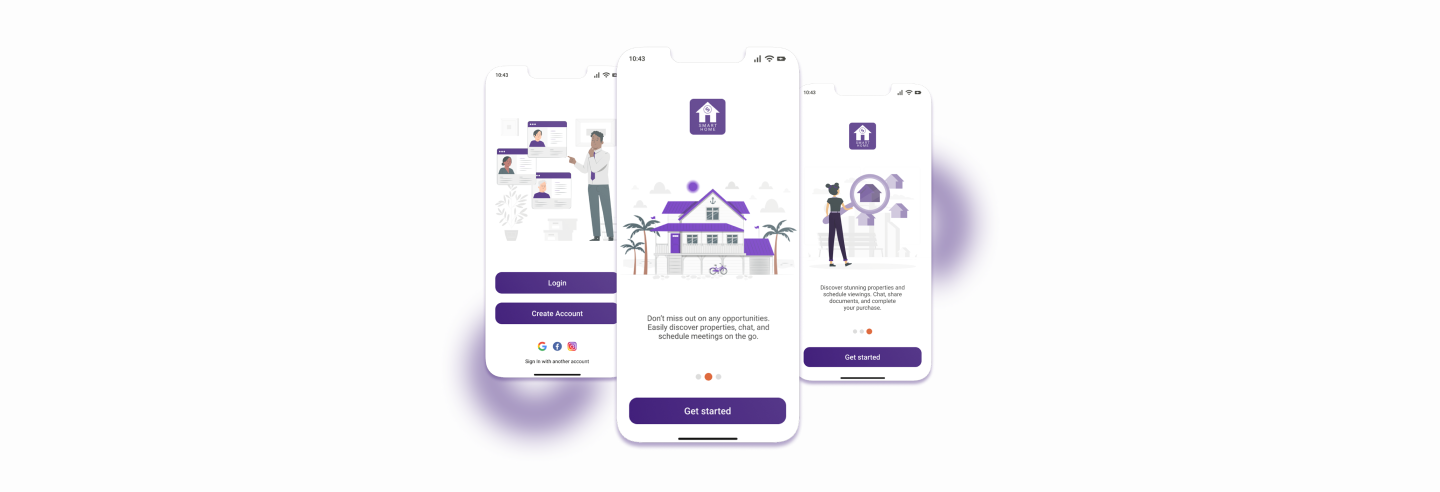 10:43
Login
Create Account
Sign in with another account
10:43
SMART
HOME
Don't miss out on any opportunities.
Easily discover properties, chat, and
schedule meetings on the go.
Get started
10:43
SMART
HOME
Discover stunning properties and
schedule viewings. Chat, share
documents, and complete
your purchase.
Get started